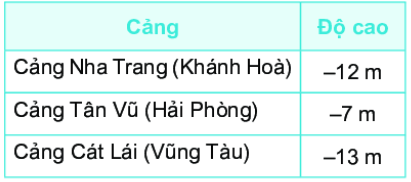 Cảng Độ cao
Cảng Nha Trang (Khánh Hoà) –12 m
Cảng Tân Vũ (Hải Phòng) –7 m
Cảng Cát Lái (Vũng Tàu) –13 m